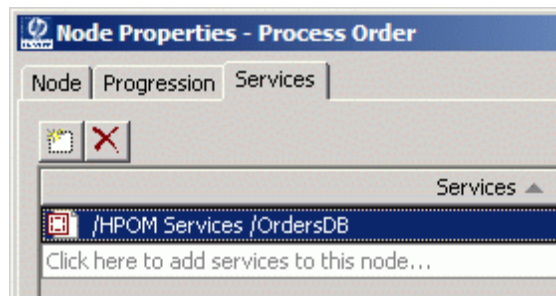 Node Properties - Process Order
Node Progression Services
Services
/HPOM Services /OrdersDB
Click here to add services to this node...